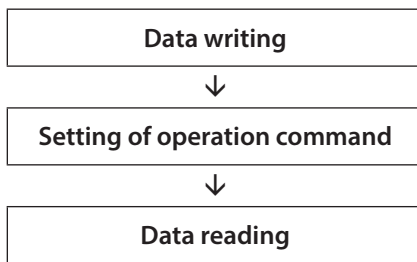 Data writing
↓
Setting of operation command
↓
Data reading